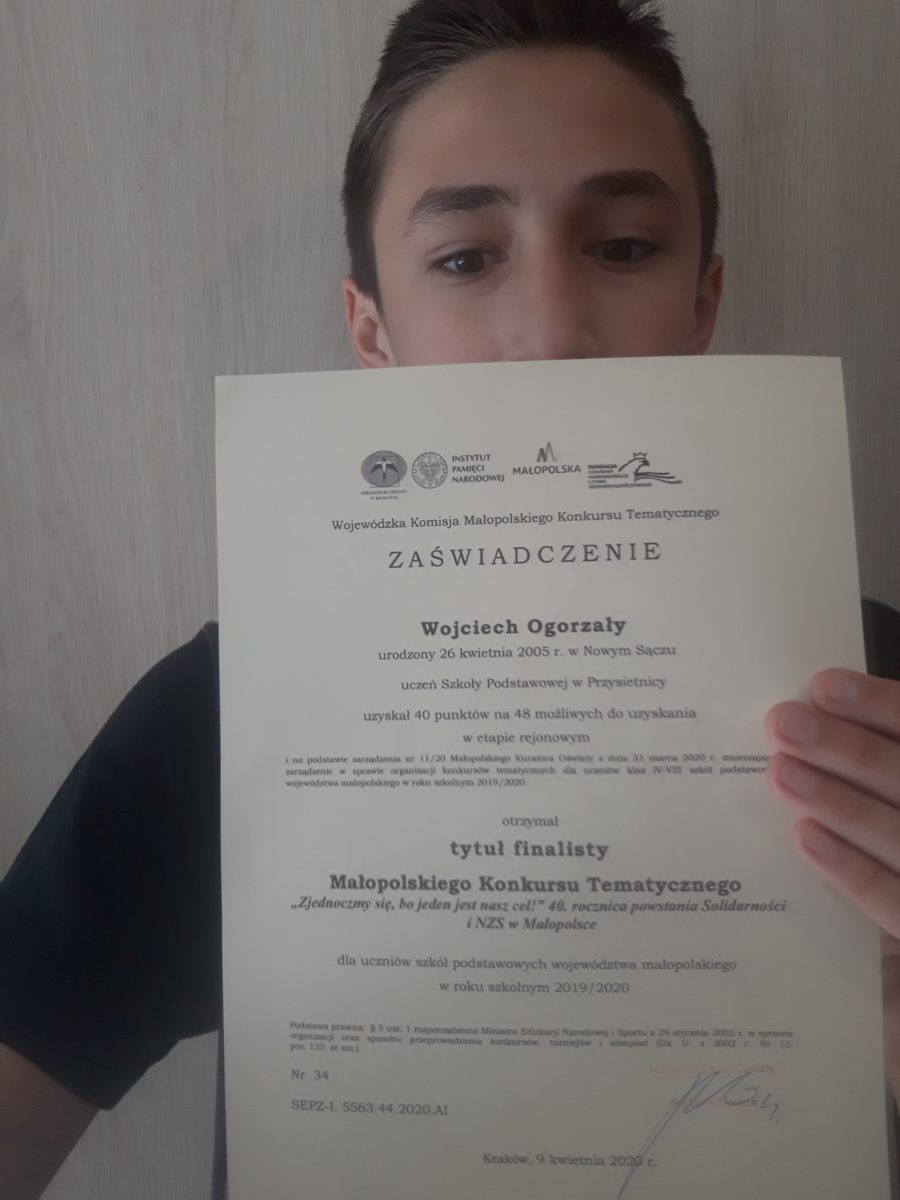 INSTYTUT
PAMIĘCI
NARODOWEJ
MAŁOPOLSKA
FUNDACJA
Wojewódzka Komisja Małopolskiego Konkursu Tematycznego
ZAŚWIADCZENIE
Wojciech Ogorzały
urodzony 26 kwietnia 2005 r. w Nowym Sączu
uczeń Szkoły Podstawowej w Przysietnicy
uzyskał 40 punktów na 48 możliwych do uzyskania
w etapie rejonowym
i na podstawie zarządzenia nr 11/20 Małopolskiego Kuratora Oświaty z dnia 31 marca 2020 r. zmieniając
zarządzenie w sprawie organizacji konkursów tematycznych dla uczniów klas IV-VIII szkół podstawow
województwa małopolskiego w roku szkolnym 2019/2020
otrzymał
tytuł finalisty
Małopolskiego Konkursu Tematycznego
„Zjednoczmy się, bo jeden jest nasz cel!" 40. rocznica powstania Solidarności
i NZS w Małopolsce
dla uczniów szkół podstawowych województwa małopolskiego
w roku szkolnym 2019/2020
Podstawa prawna: § 5 ust. 1 rozporządzenia Ministra Edukacji Narodowej i Sportu z 29 stycznia 2002 r. w sprawie
organizacji oraz sposobu przeprowadzania konkursów, turniejów i olimpiad (Dz. U. z 2002 r. Nr 13,
poz. 125 ze zm.).
Nr 34
SEPZ-I. 5563.44.2020.AI
Kraków, 9 kwietnia 2020 r.